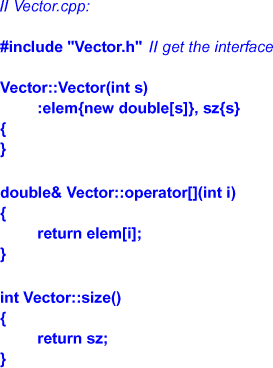 // Vector.cpp:
#include "Vector.h" // get the interface
Vector::Vector(int s)
:elem{new double[s]}, sz{s}
{
}
double& Vector::operator[](int i)
{
return elem[i];
}
int Vector::size()
{
return sz;
}